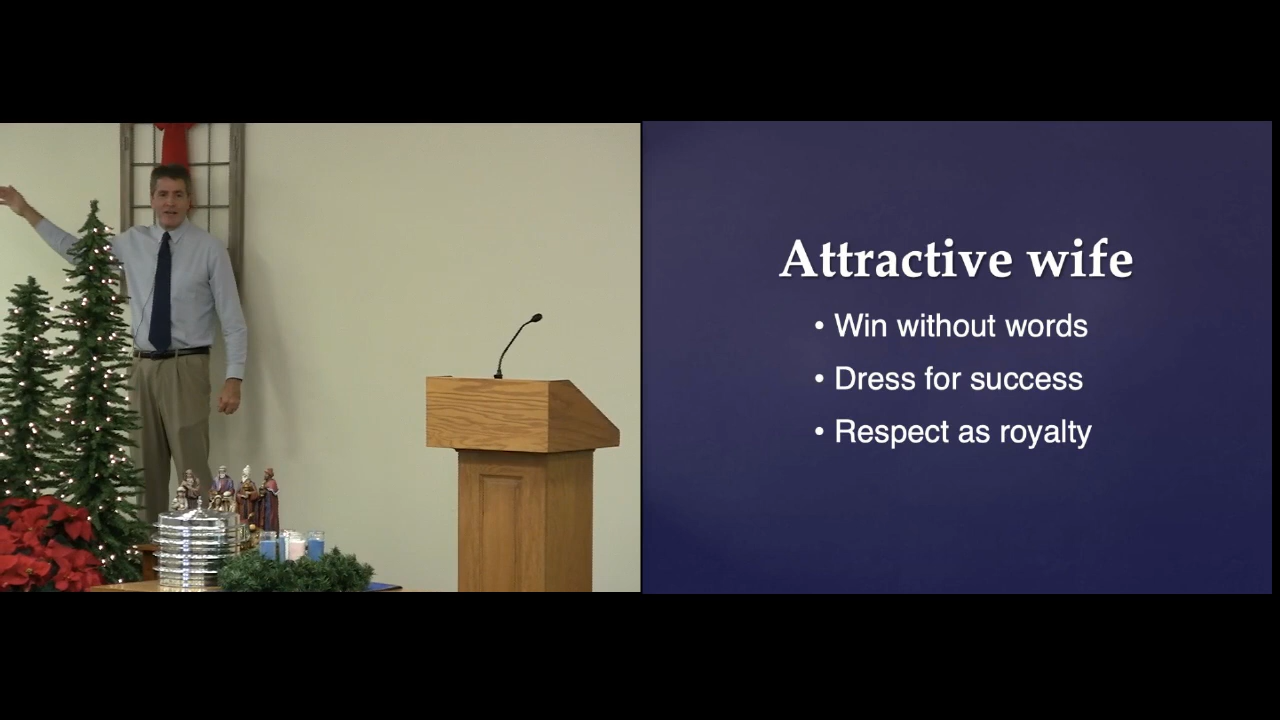 Attractive wife
• Win without words
• Dress for success
• Respect as royalty